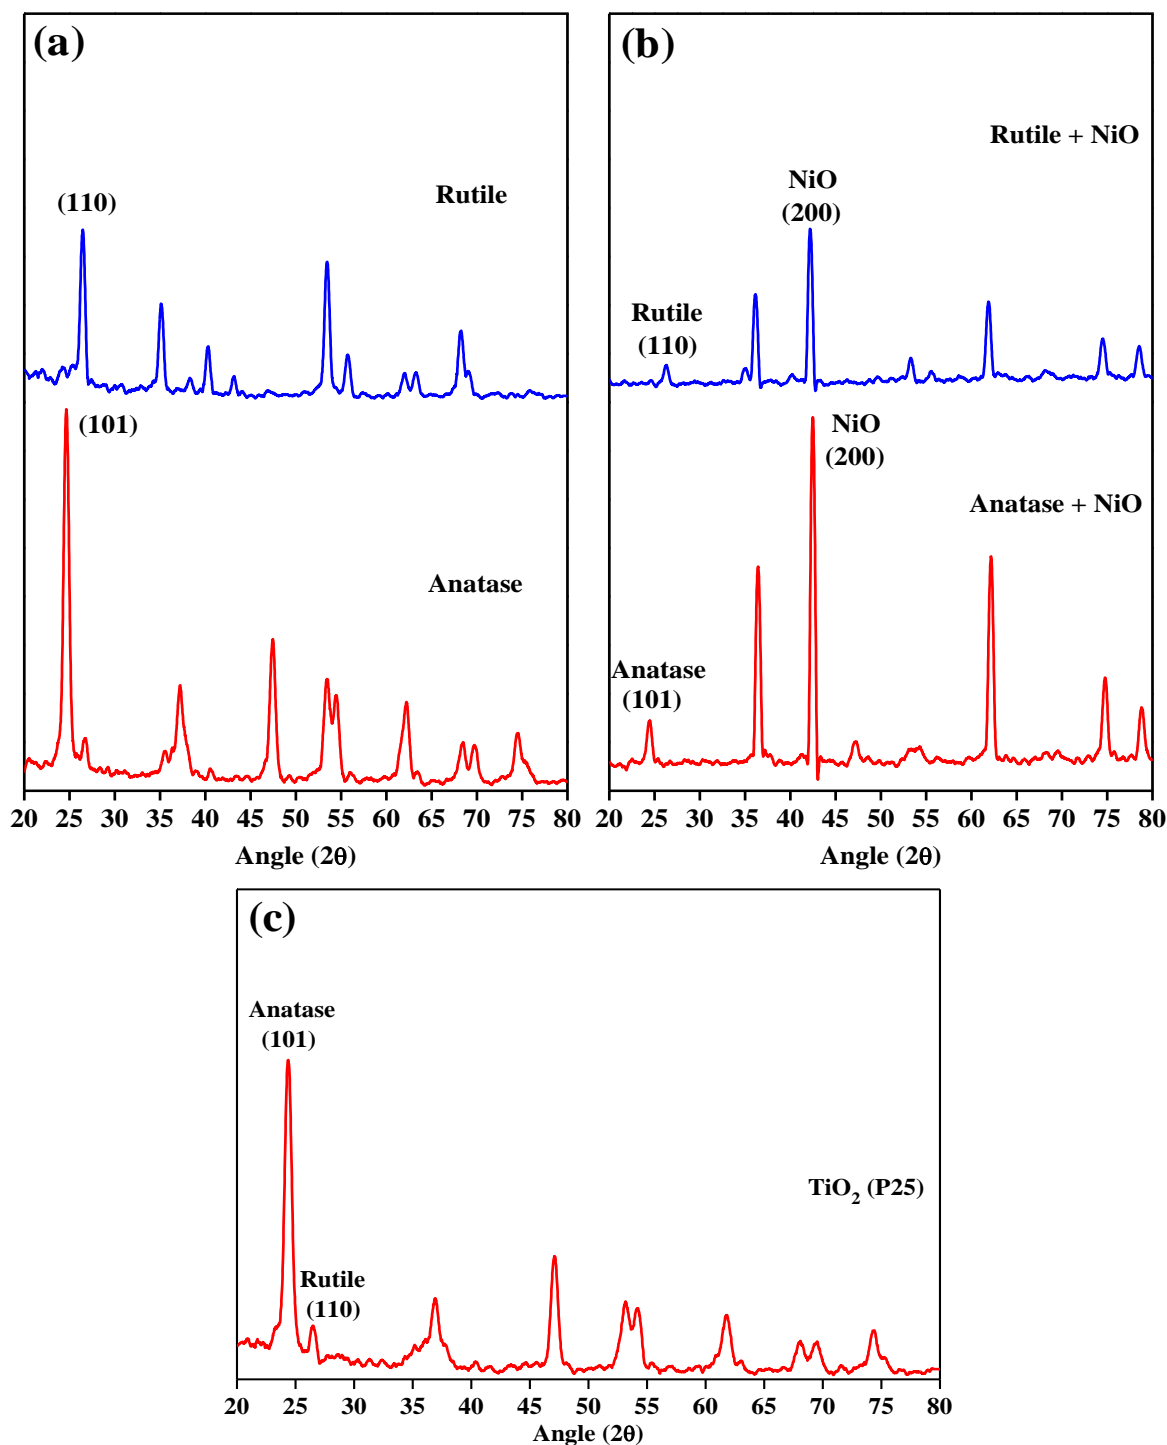 (a)
(110)
Rutile
(101)
Anatase
20 25 30 35 40 45 50 55 60 65 70 75 80
Angle (2θ)
(b)
Rutile + NiO
NiO
(200)
Rutile
(110)
NiO
(200)
Anatase + NiO
Anatase
(101)
20 25 30 35 40 45 50 55 60 65 70 75 80
Angle (2θ)
(c)
Anatase
(101)
TiO2 (P25)
Rutile
(110)
20 25 30 35 40 45 50 55 60 65 70 75 80
Angle (2θ)